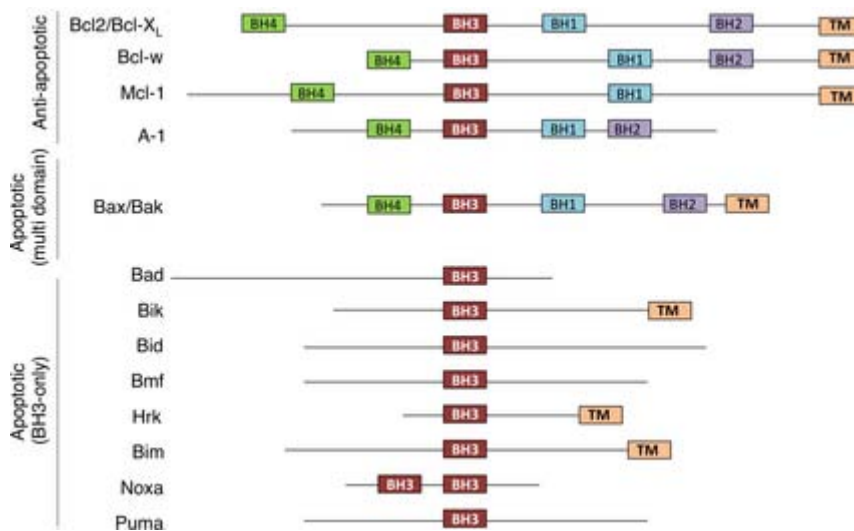 Anti-apoptotic
Bcl2/Bcl-XL BH4 BH3 BH1 BH2 TM
Bcl-w BH4 BH3 BH1 BH2 TM
Mcl-1 BH4 BH3 BH1 TM
A-1 BH4 BH3 BH1 BH2
Apoptotic
(multi domain)
Bax/Bak BH4 BH3 BH1 BH2 TM
Apoptotic
(BH3-only)
Bad BH3
Bik BH3 TM
Bid BH3
Bmf BH3
Hrk BH3 TM
Bim BH3 TM
Noxa BH3 BH3
Puma BH3